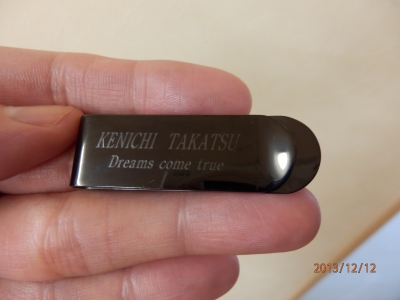 KENICHI TAKATSU
Dreams come true
2013/12/12